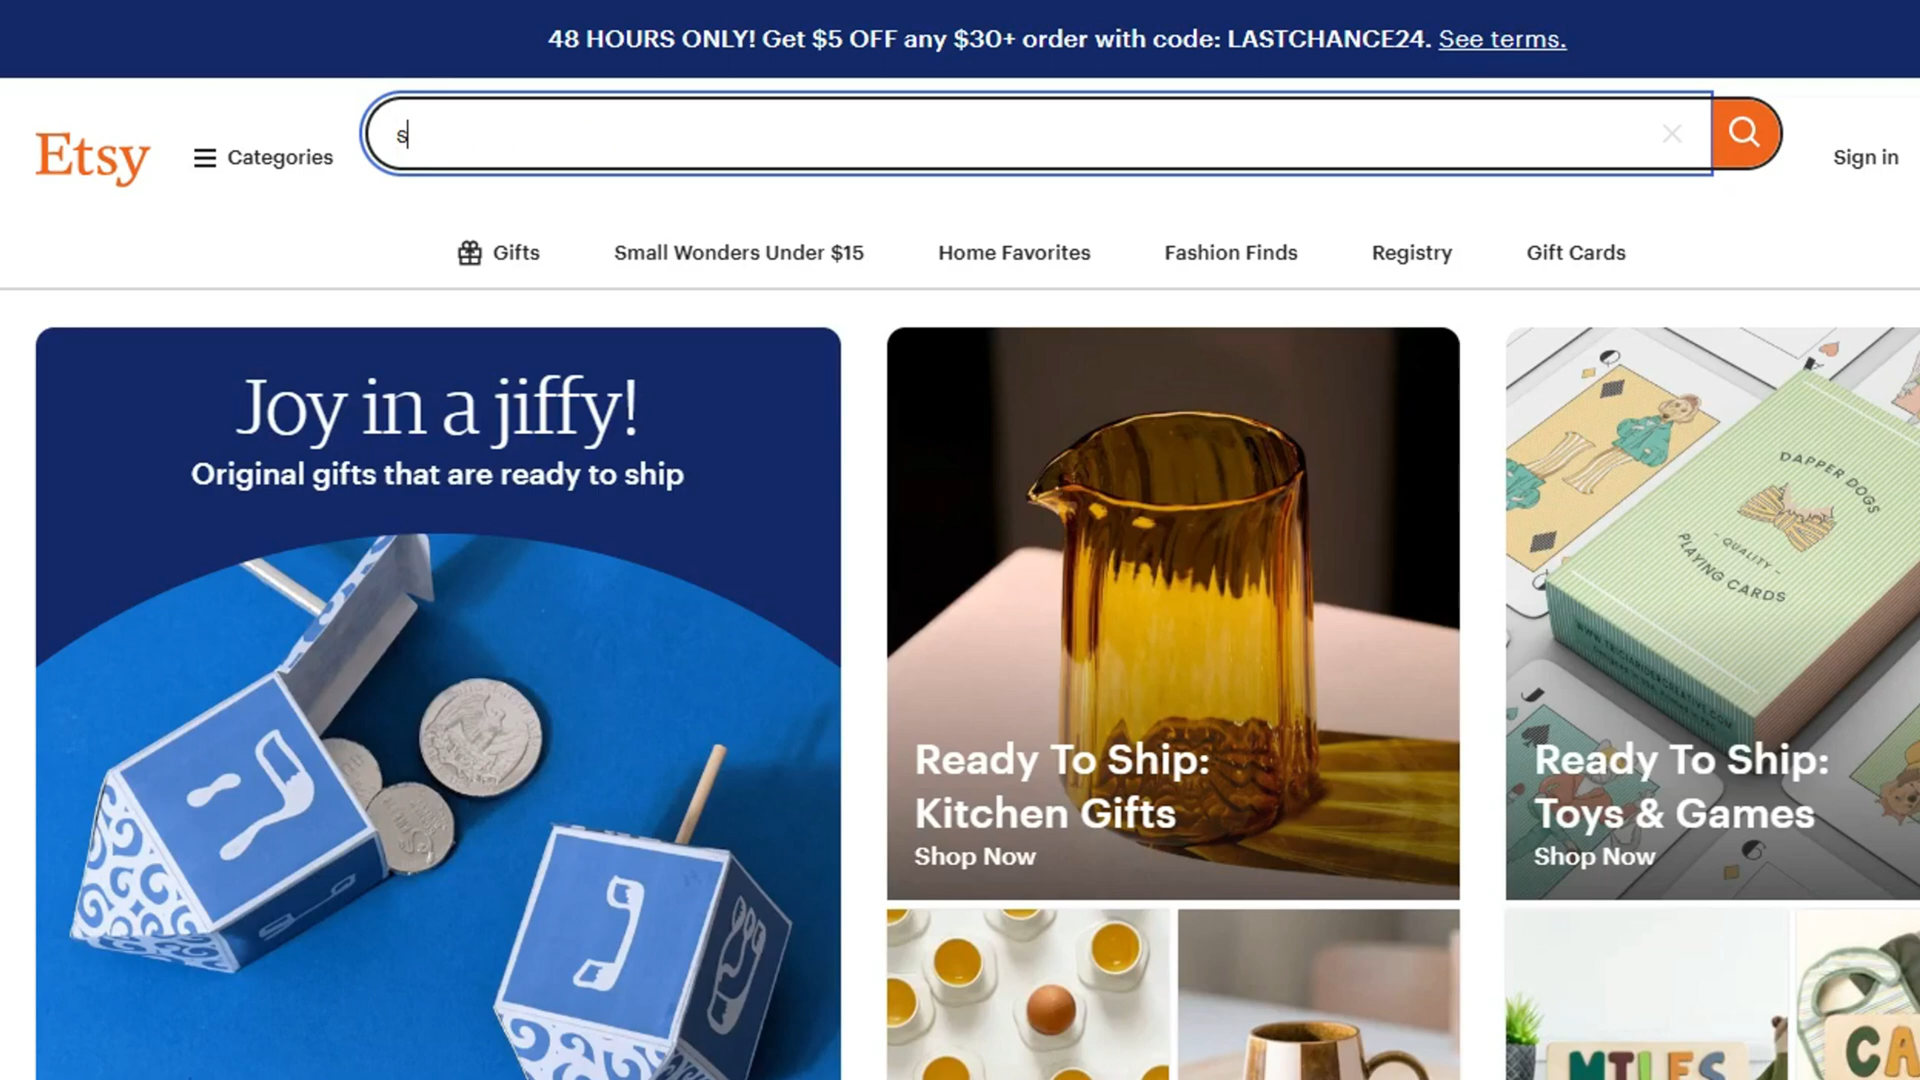 48 HOURS ONLY! Get $5 OFF any $30+ order with code: LASTCHANCE24. See terms.
Etsy
Categories
s
Sign in
Gifts
Small Wonders Under $15
Home Favorites
Fashion Finds
Registry
Gift Cards
Joy in a jiffy!
Original gifts that are ready to ship
Ready To Ship:
Kitchen Gifts
Shop Now
DAPPER DOGS
- QUALITY -
PLAYING CARDS
Ready To Ship:
Toys & Games
Shop Now
MILES
CA